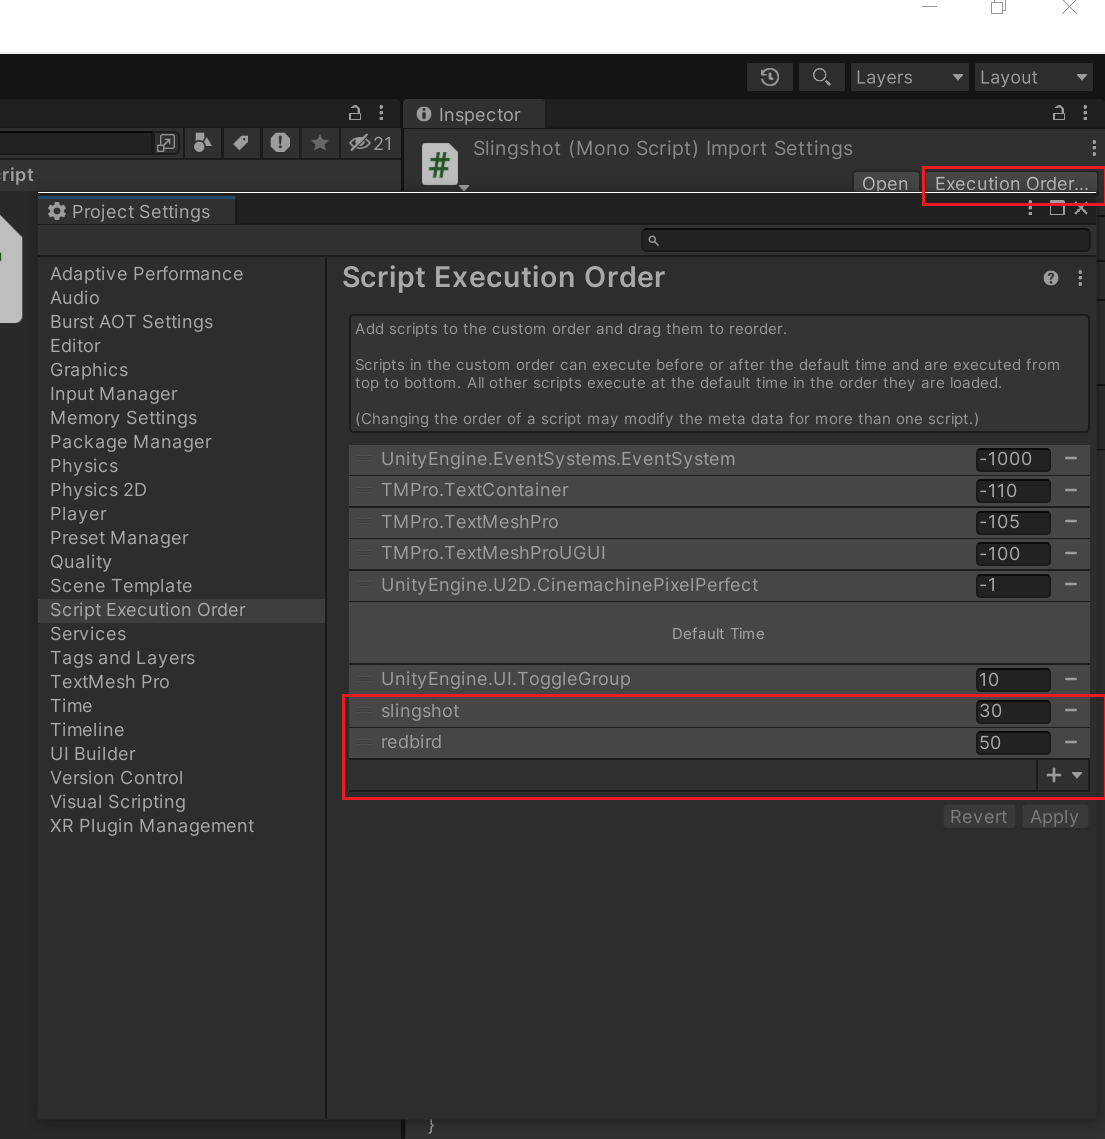 Layers
Layout
Inspector
21
Slingshot (Mono Script) Import Settings
#
cript
Open
Execution Order...
Project Settings
Adaptive Performance
Audio
Burst AOT Settings
Editor
Graphics
Input Manager
Memory Settings
Package Manager
Physics
Physics 2D
Player
Preset Manager
Quality
Scene Template
Script Execution Order
Services
Tags and Layers
TextMesh Pro
Time
Timeline
UI Builder
Version Control
Visual Scripting
XR Plugin Management
Script Execution Order
Add scripts to the custom order and drag them to reorder.
Scripts in the custom order can execute before or after the default time and are executed from
top to bottom. All other scripts execute at the default time in the order they are loaded.
(Changing the order of a script may modify the meta data for more than one script.)
UnityEngine.EventSystems.EventSystem -1000
TMPro.TextContainer -110
TMPro.TextMeshPro -105
TMPro.TextMeshProUGUI -100
UnityEngine.U2D.CinemachinePixelPerfect -1
Default Time
UnityEngine.UI.ToggleGroup 10
slingshot 30
redbird 50
Revert
Apply
}